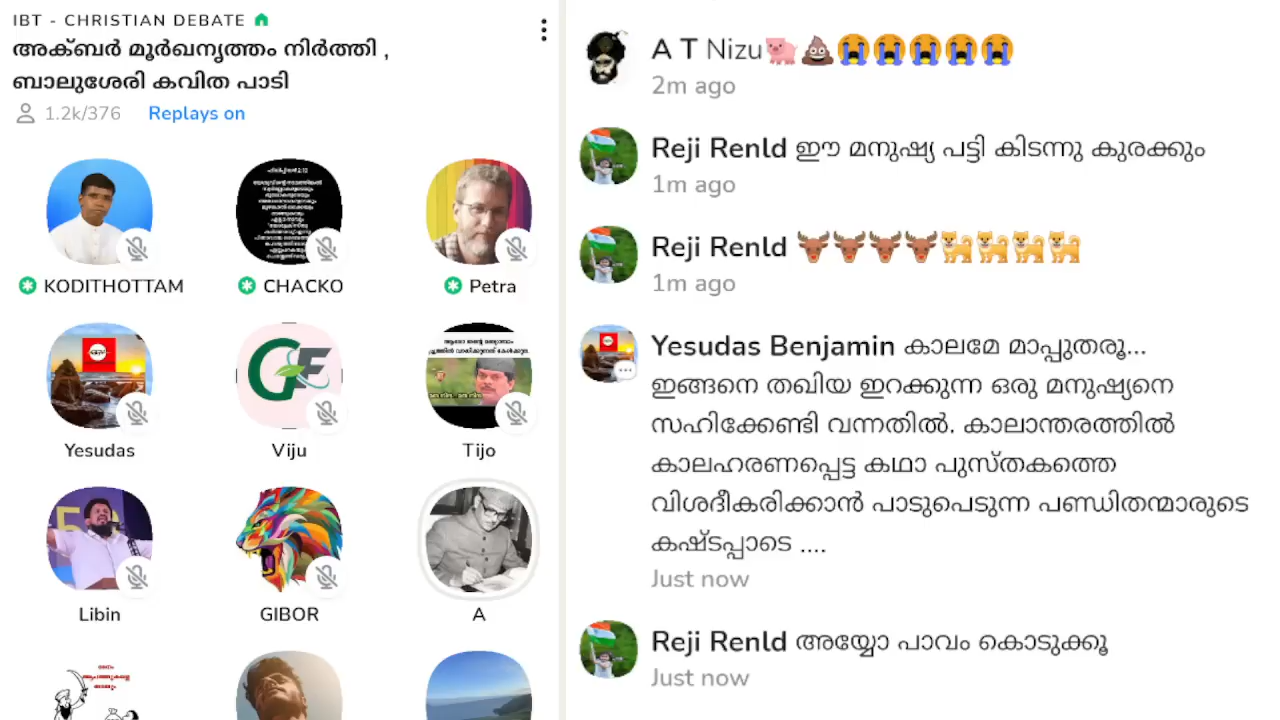 IBT - CHRISTIAN DEBATE
അക്ബർ മൂർഖനൃത്തം നിർത്തി ,
ബാലുശേരി കവിത പാടി
1.2k/376 Replays on
KODITHOTTAM
CHACKO
Petra
Yesudas
Viju
Tijo
Libin
GIBOR
A
A T Nizu🐖💩😭😭😭😭😭
2m ago
Reji Renld ഈ മനുഷ്യ പട്ടി കിടന്നു കുരക്കും
1m ago
Reji Renld 🦌🦌🦌🦌🐕🐕🐕🐕
1m ago
Yesudas Benjamin കാലമേ മാപ്പുതരൂ...
ഇങ്ങനെ തഖിയ ഇറക്കുന്ന ഒരു മനുഷ്യനെ
സഹിക്കേണ്ടി വന്നതിൽ. കാലാന്തരത്തിൽ
കാലഹരണപ്പെട്ട കഥാ പുസ്തകത്തെ
വിശദീകരിക്കാൻ പാടുപെടുന്ന പണ്ഡിതന്മാരുടെ
കഷ്ടപ്പാടെ ....
Just now
Reji Renld അയ്യോ പാവം കൊടുക്കൂ
Just now